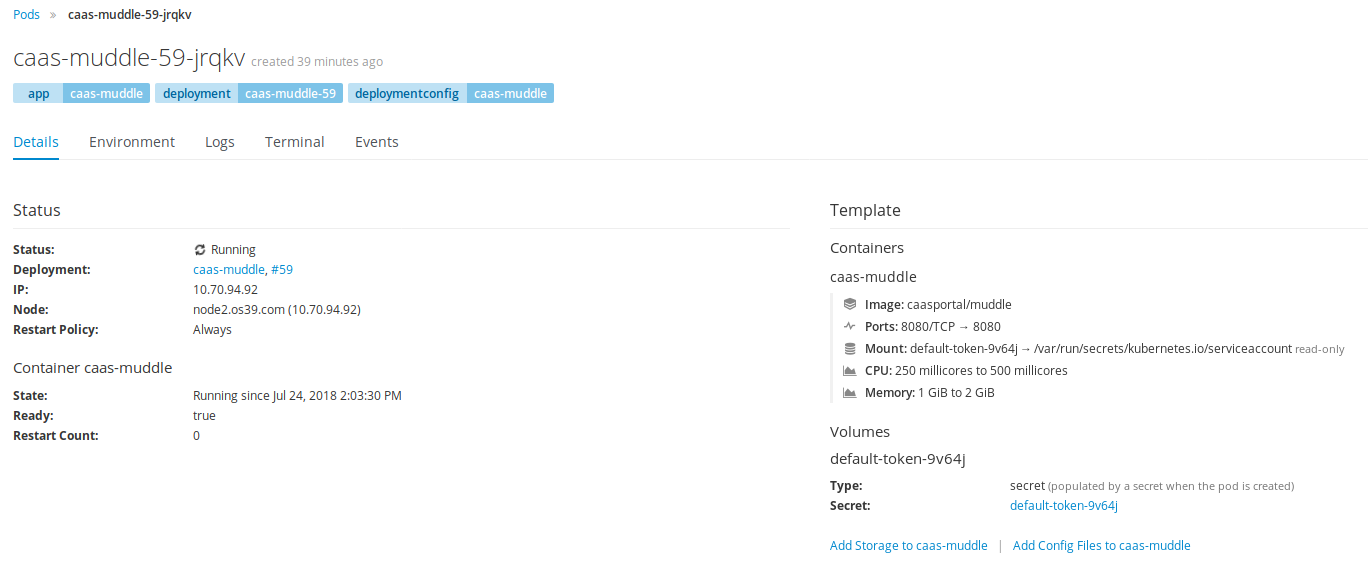 Pods » caas-muddle-59-jrqkv
caas-muddle-59-jrqkv created 39 minutes ago
app caas-muddle deployment caas-muddle-59 deploymentconfig caas-muddle
Details Environment Logs Terminal Events
Status
Status: Running
Deployment: caas-muddle, #59
IP: 10.70.94.92
Node: node2.os39.com (10.70.94.92)
Restart Policy: Always
Container caas-muddle
State: Running since Jul 24, 2018 2:03:30 PM
Ready: true
Restart Count: 0
Template
Containers
caas-muddle
Image: caasportal/muddle
Ports: 8080/TCP → 8080
Mount: default-token-9v64j → /var/run/secrets/kubernetes.io/serviceaccount read-only
CPU: 250 millicores to 500 millicores
Memory: 1 GiB to 2 GiB
Volumes
default-token-9v64j
Type: secret (populated by a secret when the pod is created)
Secret: default-token-9v64j
Add Storage to caas-muddle | Add Config Files to caas-muddle